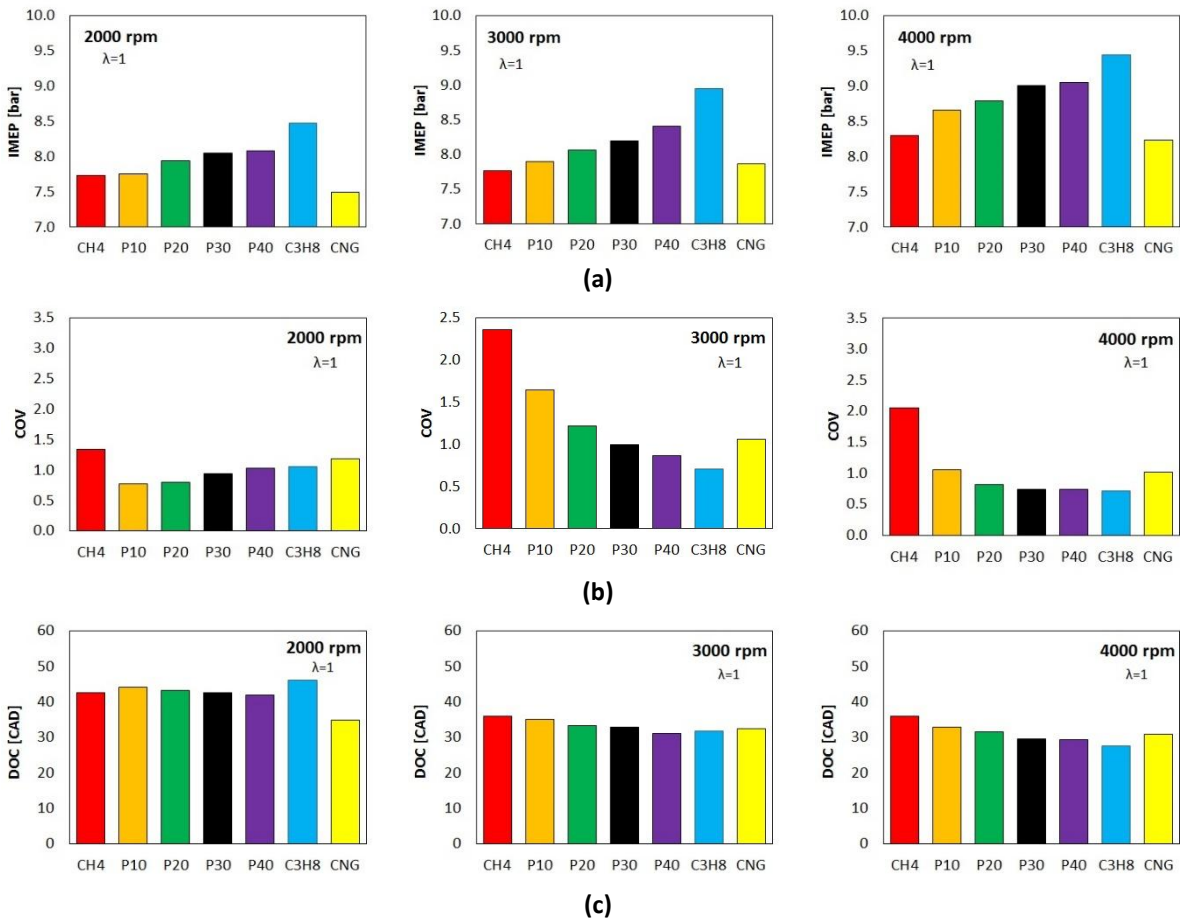 10.0
9.5
9.0
8.5
8.0
7.5
7.0
IMEP [bar]
2000 rpm
λ=1
CH4 P10 P20 P30 P40 C3H8 CNG
10.0
9.5
9.0
8.5
8.0
7.5
7.0
IMEP [bar]
3000 rpm
λ=1
CH4 P10 P20 P30 P40 C3H8 CNG
10.0
9.5
9.0
8.5
8.0
7.5
7.0
IMEP [bar]
4000 rpm
λ=1
CH4 P10 P20 P30 P40 C3H8 CNG
(a)
3.5
3.0
2.5
2.0
1.5
1.0
0.5
0.0
COV
2000 rpm
λ=1
CH4 P10 P20 P30 P40 C3H8 CNG
2.5
2.0
1.5
1.0
0.5
0.0
COV
3000 rpm
λ=1
CH4 P10 P20 P30 P40 C3H8 CNG
3.5
3.0
2.5
2.0
1.5
1.0
0.5
0.0
COV
4000 rpm
λ=1
CH4 P10 P20 P30 P40 C3H8 CNG
(b)
60
50
40
30
20
10
0
DOC [CAD]
2000 rpm
λ=1
CH4 P10 P20 P30 P40 C3H8 CNG
60
50
40
30
20
10
0
DOC [CAD]
3000 rpm
λ=1
CH4 P10 P20 P30 P40 C3H8 CNG
60
50
40
30
20
10
0
DOC [CAD]
4000 rpm
λ=1
CH4 P10 P20 P30 P40 C3H8 CNG
(c)